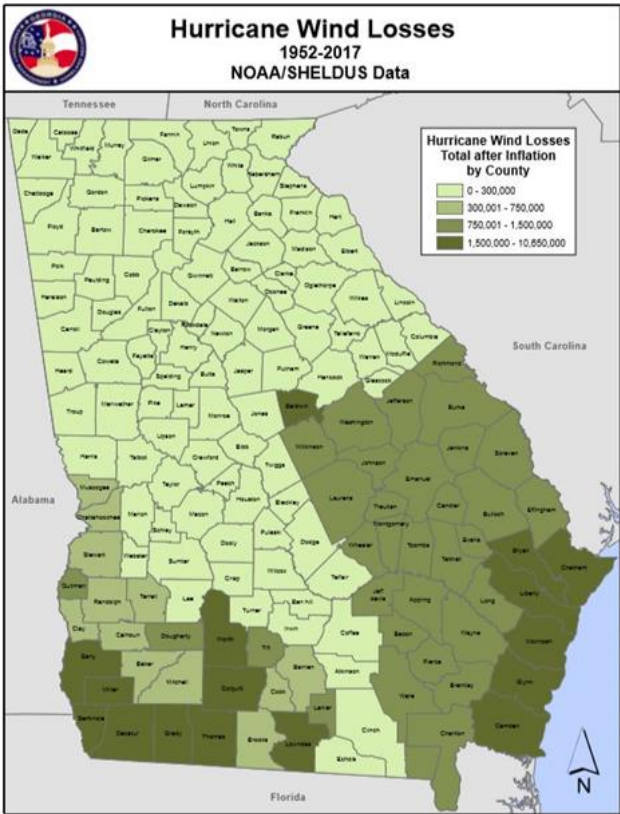 Hurricane Wind Losses
1952-2017
NOAA/SHELDUS Data
Tennessee
North Carolina
Hurricane Wind Losses
Total after Inflation
by County
0 - 300,000
300,001 - 750,000
750,001 - 1,500,000
1,500,000 - 10,650,000
Dade
Catoosa
Whitfield
Murray
Fannin
Union
Towns
Rabun
Walker
Gilmer
White
Habersham
Lumpkin
Stephens
Chattooga
Gordon
Pickens
Dawson
Hall
Banks
Franklin
Hart
Floyd
Bartow
Cherokee
Forsyth
Jackson
Madison
Elbert
Polk
Paulding
Cobb
Gwinnett
Barrow
Clarke
Oconee
Oglethorpe
Wilkes
Lincoln
Haralson
Douglas
Fulton
Dekalb
Walton
Rockdale
Newton
Morgan
Greene
Taliaferro
Columbia
Carroll
Clayton
Henry
Warren
McDuffie
Coweta
Fayette
Spalding
Butts
Jasper
Putnam
Hancock
Glascock
Richmond
South Carolina
Heard
Troup
Meriwether
Pike
Lamar
Monroe
Jones
Baldwin
Washington
Jefferson
Burke
Upson
Wilkinson
Harris
Talbot
Crawford
Bibb
Twiggs
Johnson
Jenkins
Screven
Emanuel
Alabama
Muscogee
Taylor
Peach
Houston
Bleckley
Laurens
Treutlen
Candler
Bulloch
Effingham
Chattahoochee
Marion
Macon
Schley
Pulaski
Dodge
Montgomery
Wheeler
Toombs
Evans
Tattnall
Bryan
Chatham
Stewart
Webster
Sumter
Dooly
Wilcox
Telfair
Liberty
Quitman
Randolph
Terrell
Lee
Crisp
Turner
Ben Hill
Jeff
Davis
Appling
Long
Clay
Calhoun
Dougherty
Worth
Tift
Irwin
Coffee
Bacon
Wayne
McIntosh
Early
Baker
Mitchell
Colquitt
Berrien
Atkinson
Pierce
Glynn
Miller
Cook
Lanier
Ware
Brantley
Seminole
Decatur
Grady
Thomas
Brooks
Lowndes
Clinch
Echols
Charlton
Camden
Florida
N